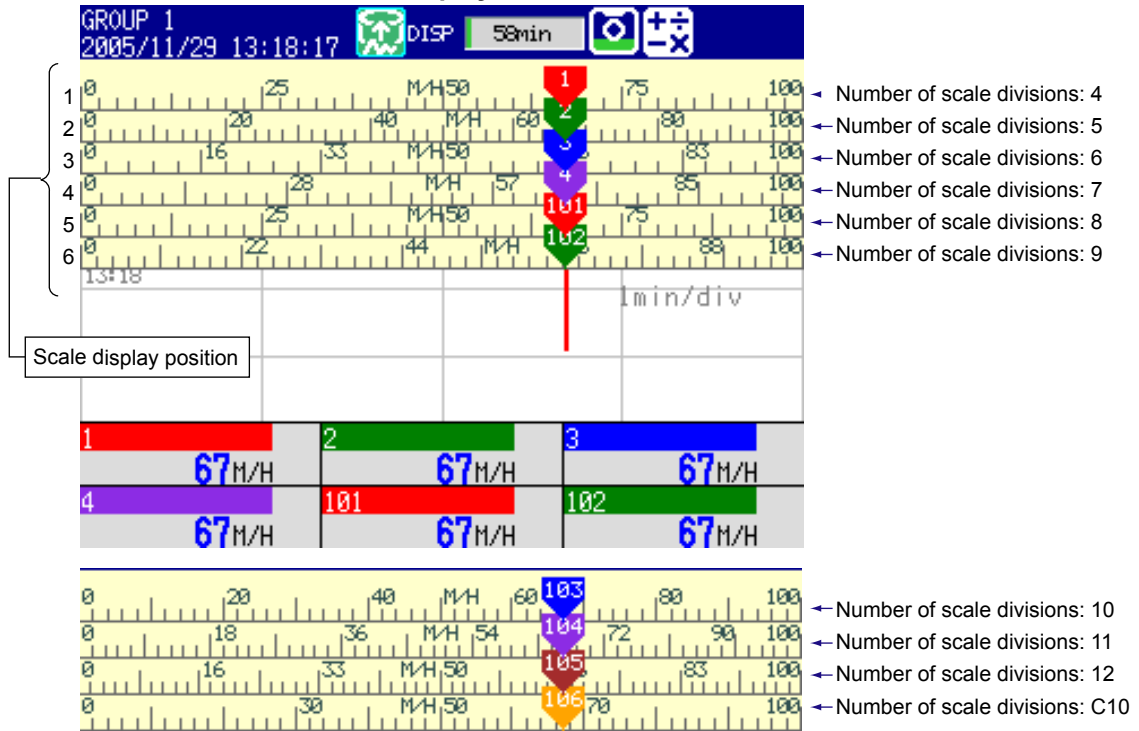 GROUP 1
2005/11/29 13:18:17 DISP 58min
1 0 25 M/H 50 1 75 100 Number of scale divisions: 4
2 0 20 40 M/H 60 2 80 100 Number of scale divisions: 5
3 0 16 33 M/H 50 3 83 100 Number of scale divisions: 6
4 0 28 M/H 57 4 85 100 Number of scale divisions: 7
5 0 25 M/H 50 101 75 100 Number of scale divisions: 8
6 0 22 44 M/H 102 88 100 Number of scale divisions: 9
13:18
1min/div
Scale display position
1 2 3
67M/H 67M/H 67M/H
4 101 102
67M/H 67M/H 67M/H
0 20 40 M/H 60 103 80 100 Number of scale divisions: 10
0 18 36 M/H 54 104 72 90 100 Number of scale divisions: 11
0 16 33 M/H 50 105 83 100 Number of scale divisions: 12
0 30 M/H 50 106 70 100 Number of scale divisions: C10